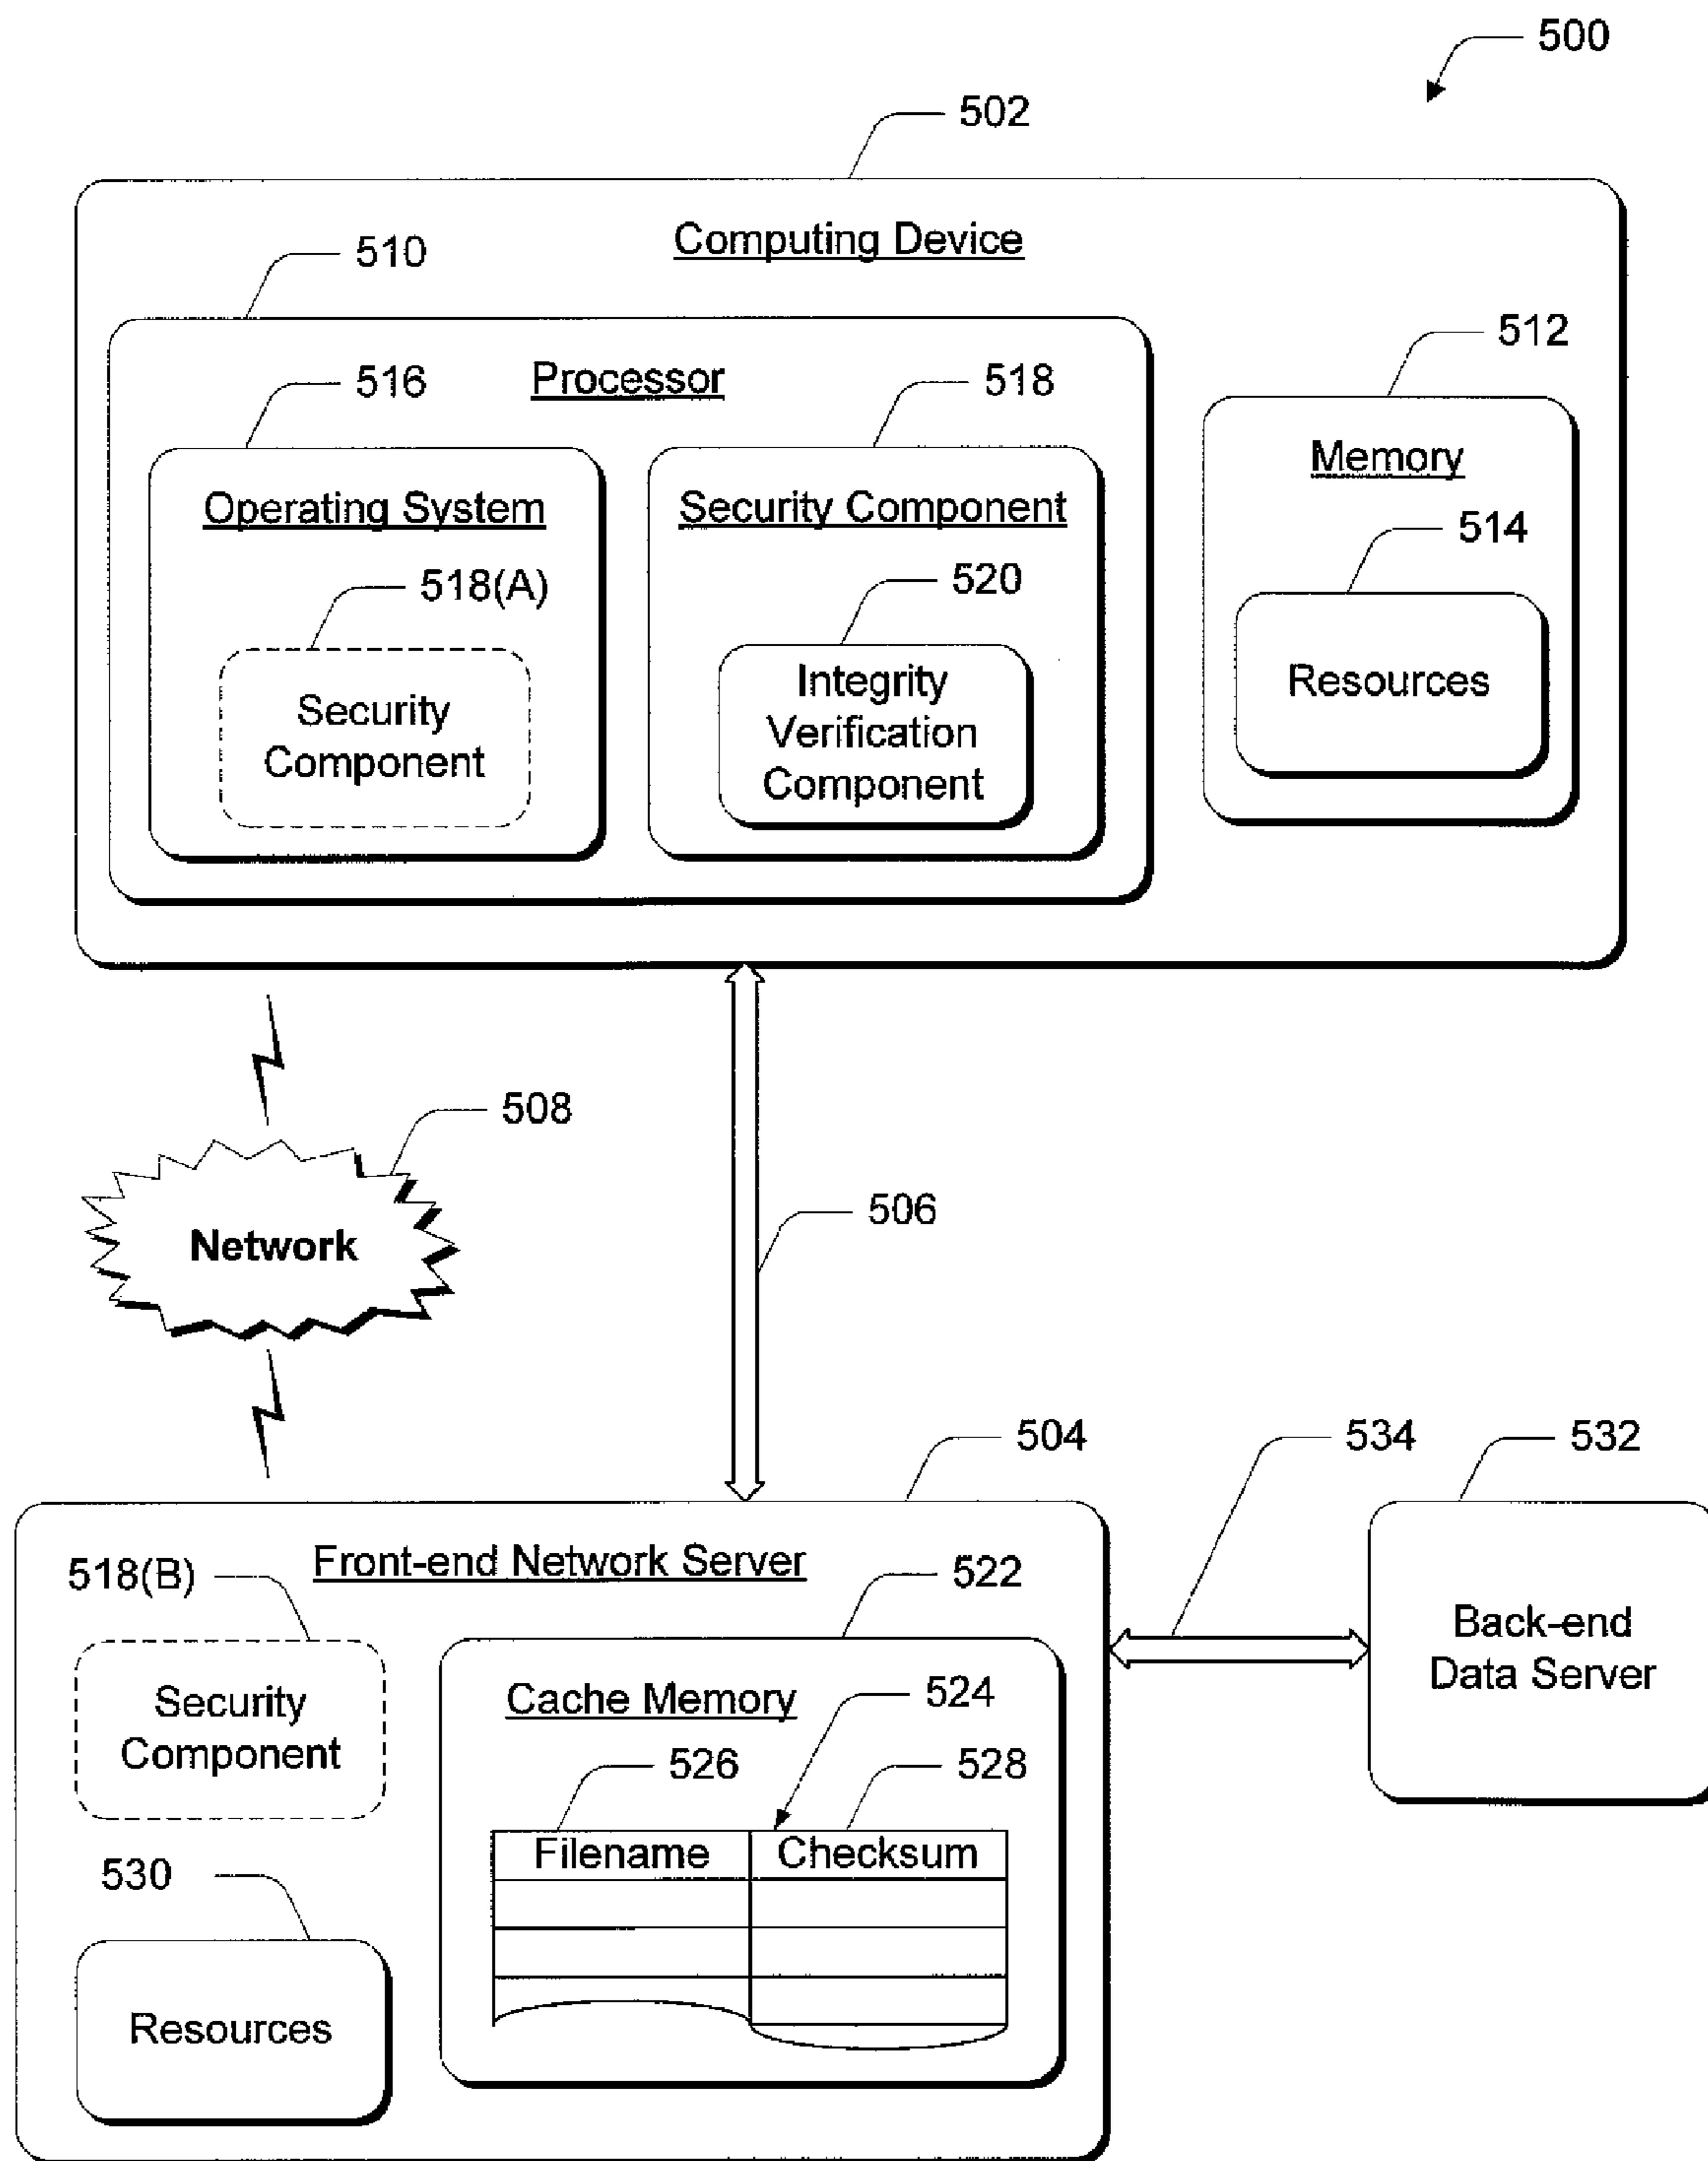 500
502
Computing Device
510
512
516
Processor
518
Memory
Operating System
Security Component
514
518(A)
520
Resources
Security
Component
Integrity
Verification
Component
508
Network
506
504
534
532
518(B)
Front-end Network Server
522
Back-end
Data Server
Security
Component
Cache Memory
524
526
528
Filename
Checksum
530
Resources